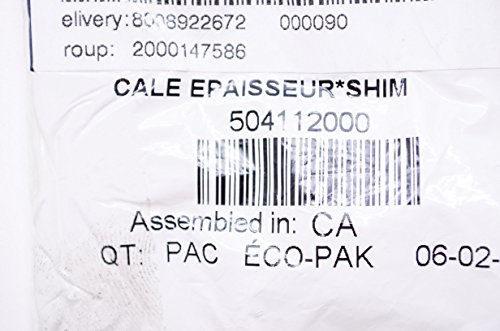 elivery:8008922672 000090
roup: 2000147586
CALE EPAISSEUR*SHIM
504112000
Assembled in: CA
QT: PAC ÉCO-PAK 06-02-